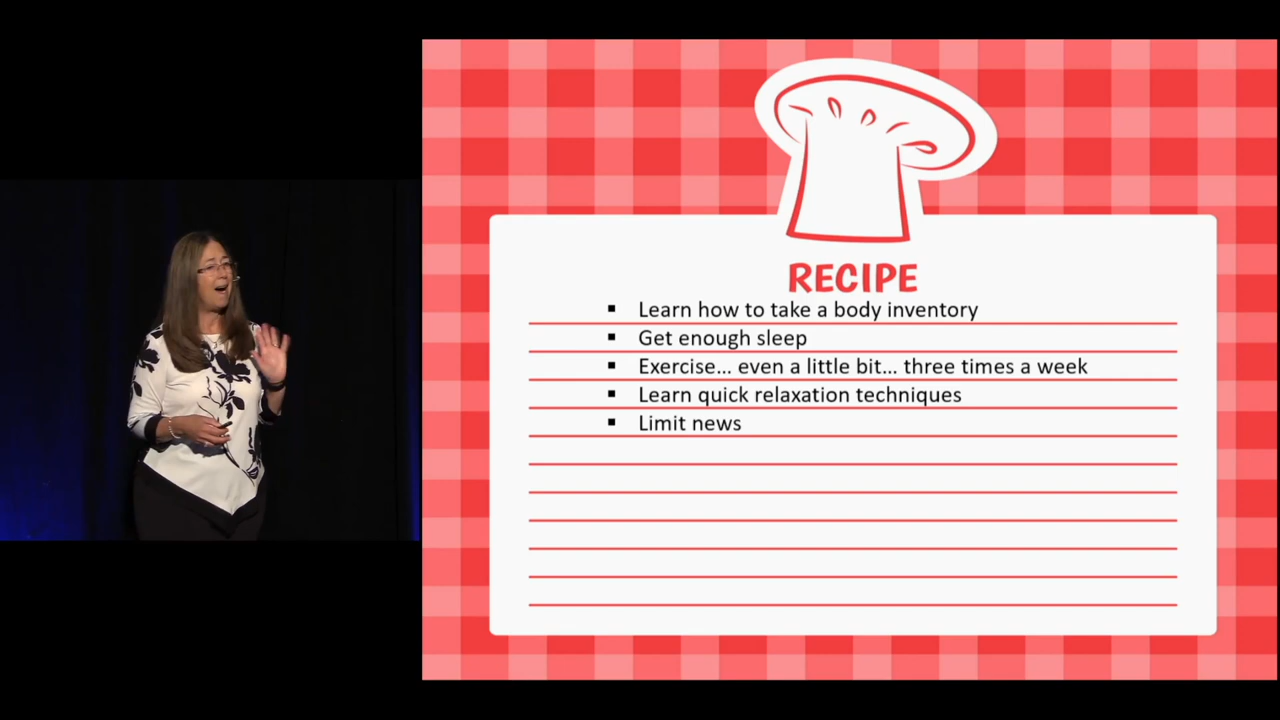 RECIPE
▪ Learn how to take a body inventory
▪ Get enough sleep
▪ Exercise... even a little bit... three times a week
▪ Learn quick relaxation techniques
▪ Limit news